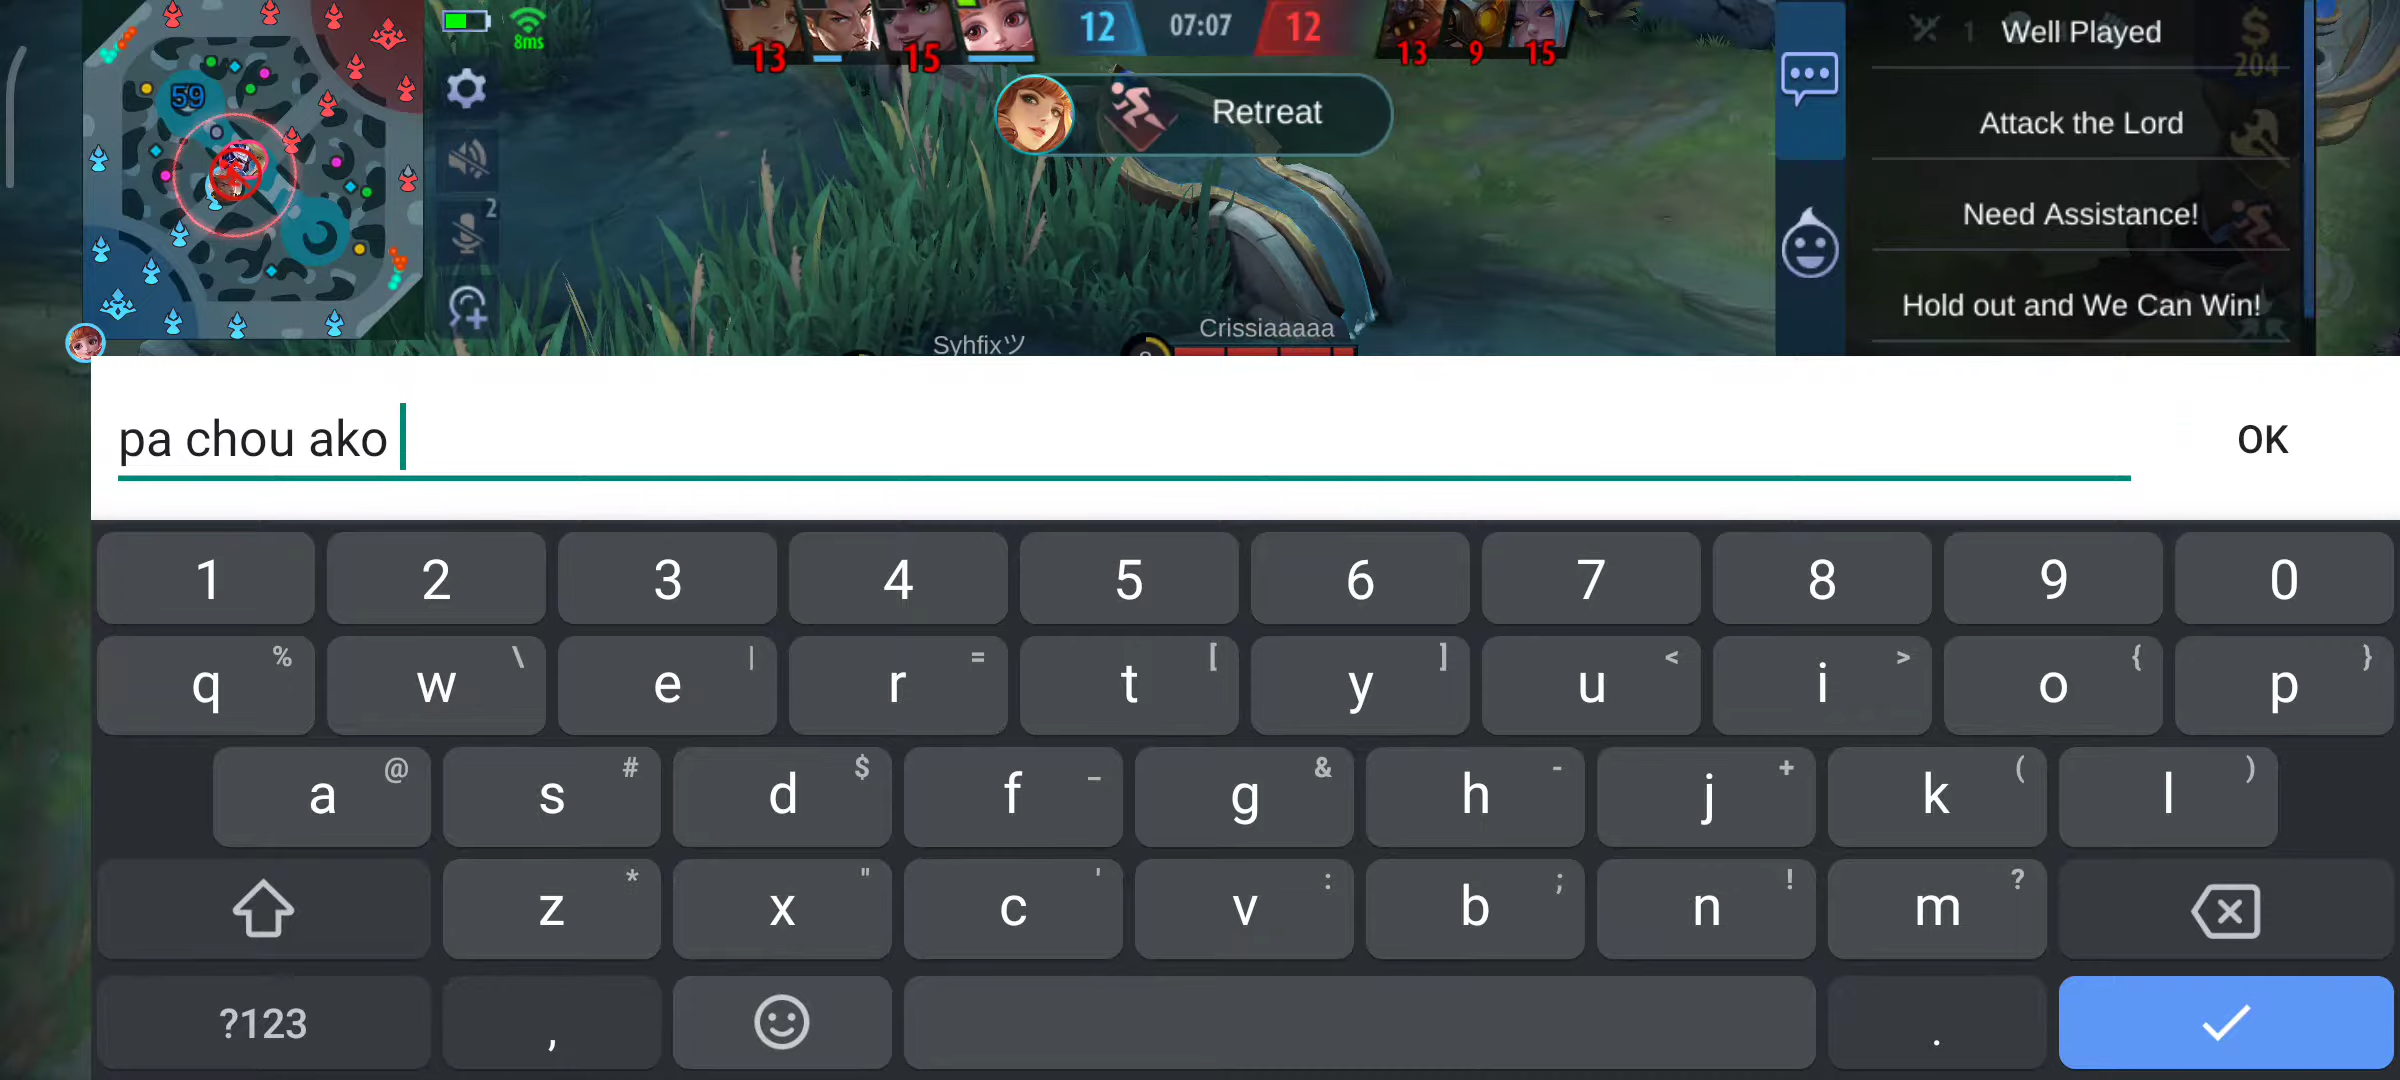 59
8ms
2
13
15
12
07:07
12
13
9
15
Retreat
1
204
Well Played
Attack the Lord
Need Assistance!
Hold out and We Can Win!
Syhfixツ
Crissiaaaaa
pa chou ako
OK
1 2 3 4 5 6 7 8 9 0
q % w \ e | r = t [ y ] u < i > o { p }
a @ s # d $ f _ g & h - j + k ( l )
z * x " c ' v : b ; n ! m ?
?123 , .